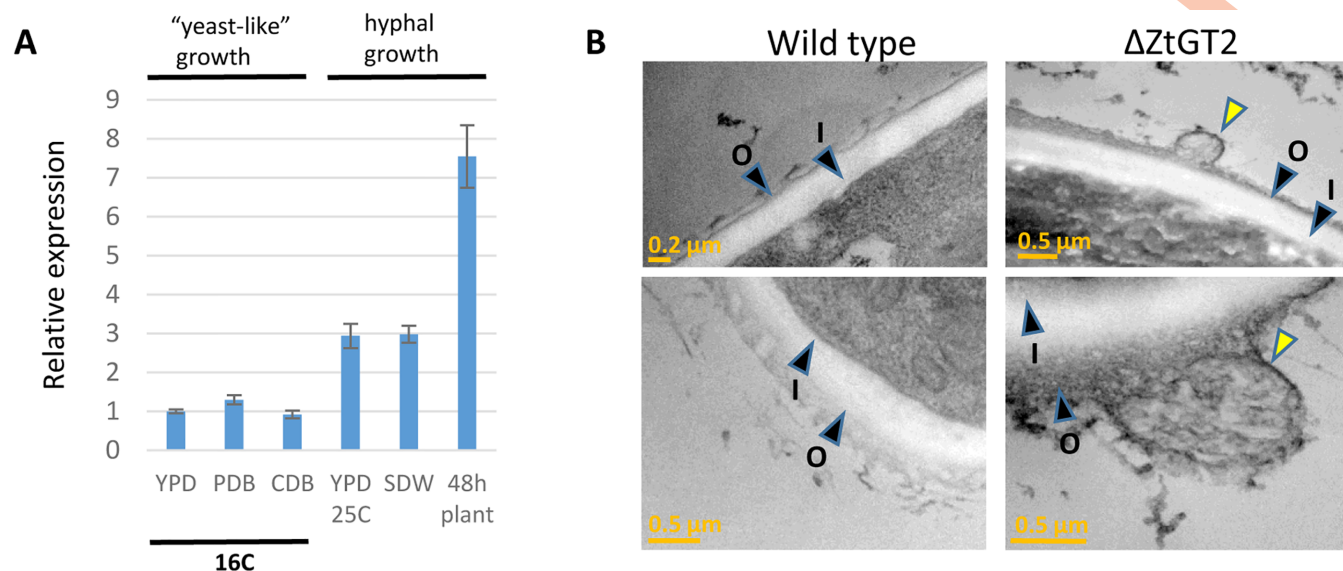 A
“yeast-like”
growth
hyphal
growth
Relative expression
9
8
7
6
5
4
3
2
1
0
YPD PDB CDB YPD SDW 48h
25C plant
16C
B
Wild type
ΔZtGT2
O
I
0.2 µm
O
I
0.5 µm
I
O
0.5 µm
I
O
0.5 µm